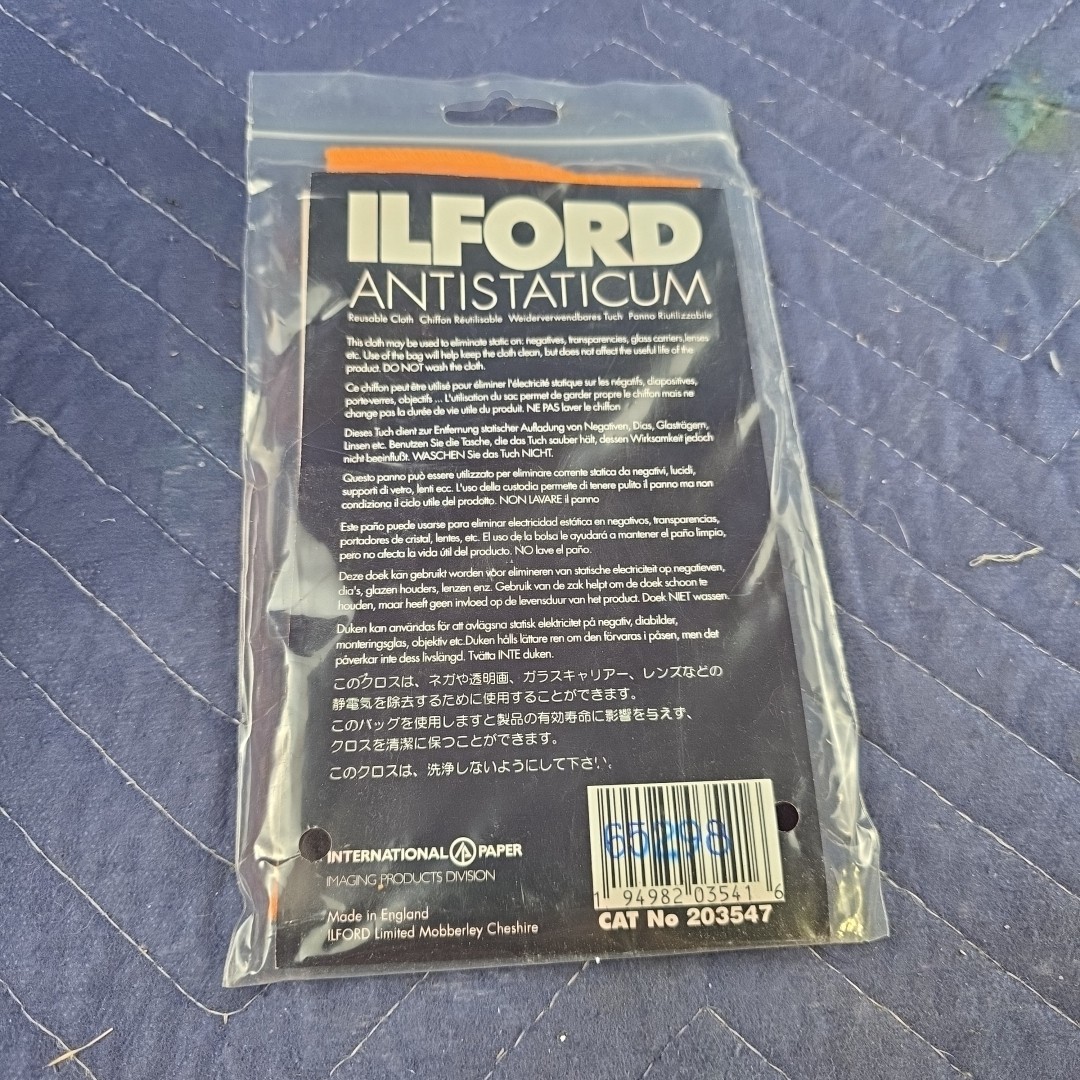 ILFORD
ANTISTATICUM
Reusable Cloth Chiffon Réutilisable Weiderverwendbares Tuch Panno Riutilizzabile
This cloth may be used to eliminate static on: negatives, transparencies, glass carriers, lenses
etc. Use of the bag will help keep the cloth clean, but does not affect the useful life of the
product. DO NOT wash the cloth.
Ce chiffon peut être utilisé pour éliminer l'électricité statique sur les négatifs, diapositives,
porte-verres, objectifs ... L'utilisation du sac permet de garder propre le chiffon mais ne
change pas la durée de vie utile du produit. NE PAS laver le chiffon
Dieses Tuch dient zur Entfernung statischer Aufladung von Negativen, Dias, Glasträgern,
Linsen etc. Benutzen Sie die Tasche, die das Tuch sauber hält, dessen Wirksamkeit jedoch
nicht beeinflußt. WASCHEN Sie das Tuch NICHT.
Questo panno può essere utilizzato per eliminare corrente statica da negativi, lucidi,
supporti di vetro, lenti ecc. L'uso della custodia permette di tenere pulito il panno ma non
condiziona il ciclo utile del prodotto. NON LAVARE il panno
Este paño puede usarse para eliminar electricidad estática en negativos, transparencias,
portadores de cristal, lentes, etc. El uso de la bolsa le ayudará a mantener el paño limpio,
pero no afecta la vida útil del producto. NO lave el paño.
Deze doek kan gebruikt worden vóor elimineren van statische electriciteit op negatieven,
dia's, glazen houders, lenzen enz. Gebruik van de zak helpt om de doek schoon te
houden, maar heeft geen invloed op de levensduur van het product. Doek NIET wassen.
Duken kan användas för att avlägsna statisk elektricitet på negativ, diabilder,
monteringsglas, objektiv etc.Duken hålls lättare ren om den förvaras i påsen, men det
påverkar inte dess livslängd. Tvätta INTE duken.
このクロスは、ネガや透明画、ガラスキャリアー、レンズなどの
静電気を除去するために使用することができます。
このバッグを使用しますと製品の有効寿命に影響を与えず、
クロスを清潔に保つことができます。
このクロスは、洗浄しないようにして下さい。
65298
1 94982 03541 6
CAT No 203547
INTERNATIONAL PAPER
IMAGING PRODUCTS DIVISION
Made in England
ILFORD Limited Mobberley Cheshire